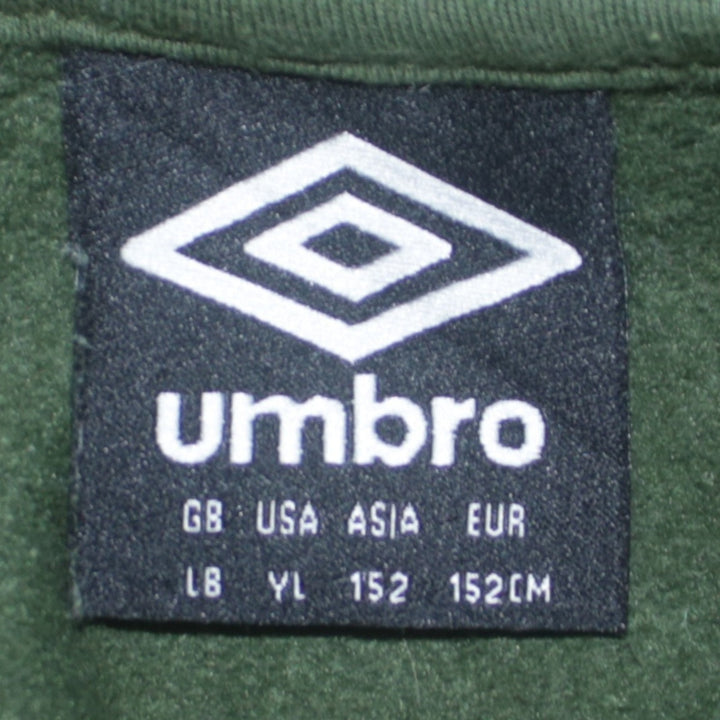 umbro
GB USA ASIA EUR
LB YL 152 152CM